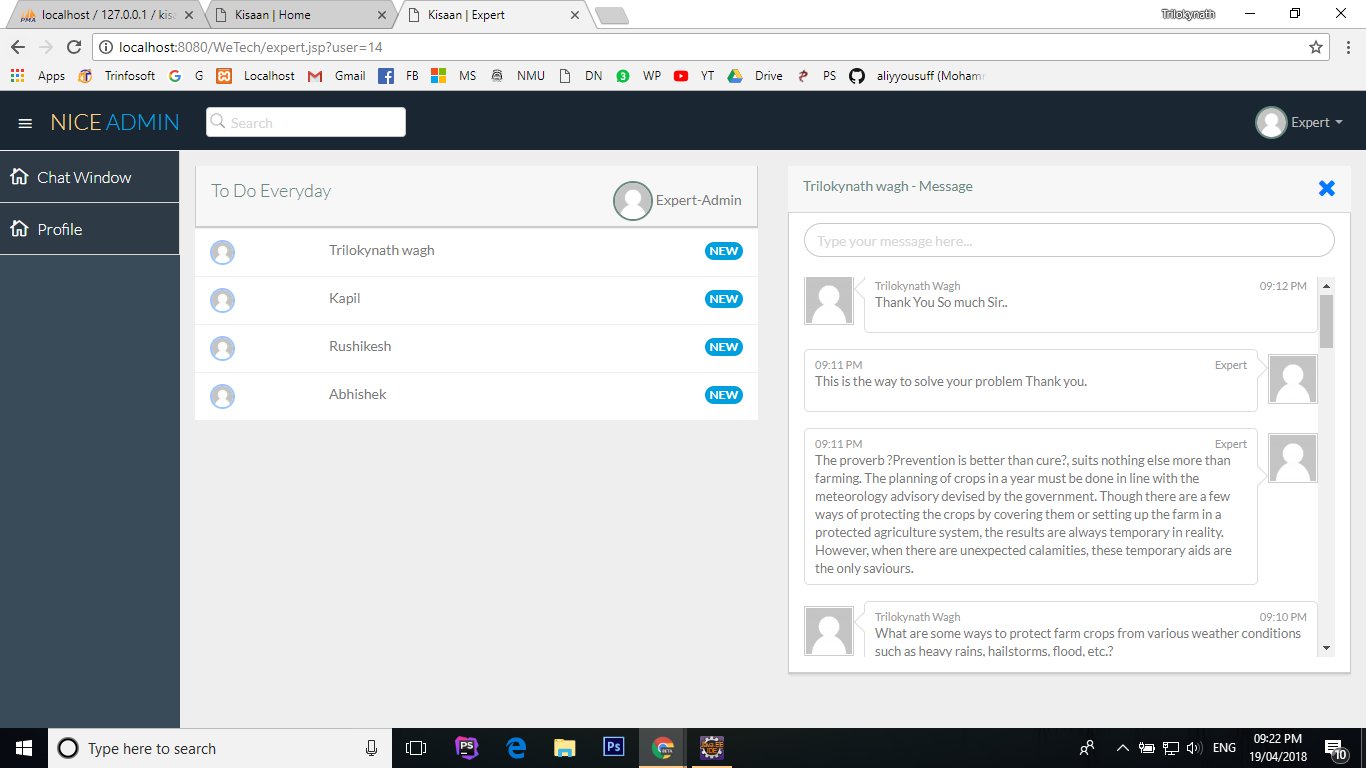 localhost / 127.0.0.1 / kisa
Kisaan | Home
Kisaan | Expert
Trilokynath
localhost:8080/WeTech/expert.jsp?user=14
Apps Trinfosoft G Localhost Gmail FB MS NMU DN WP YT Drive PS aliyyousuff (Mohamm
NICE ADMIN
Search
Expert
Chat Window
Profile
To Do Everyday
Expert-Admin
Trilokynath wagh NEW
Kapil NEW
Rushikesh NEW
Abhishek NEW
Trilokynath wagh - Message
Type your message here...
Trilokynath Wagh 09:12 PM
Thank You So much Sir..
09:11 PM Expert
This is the way to solve your problem Thank you.
09:11 PM Expert
The proverb ?Prevention is better than cure?, suits nothing else more than
farming. The planning of crops in a year must be done in line with the
meteorology advisory devised by the government. Though there are a few
ways of protecting the crops by covering them or setting up the farm in a
protected agriculture system, the results are always temporary in reality.
However, when there are unexpected calamities, these temporary aids are
the only saviours.
Trilokynath Wagh 09:10 PM
What are some ways to protect farm crops from various weather conditions
such as heavy rains, hailstorms, flood, etc.?
Type here to search
ENG
09:22 PM
19/04/2018
10